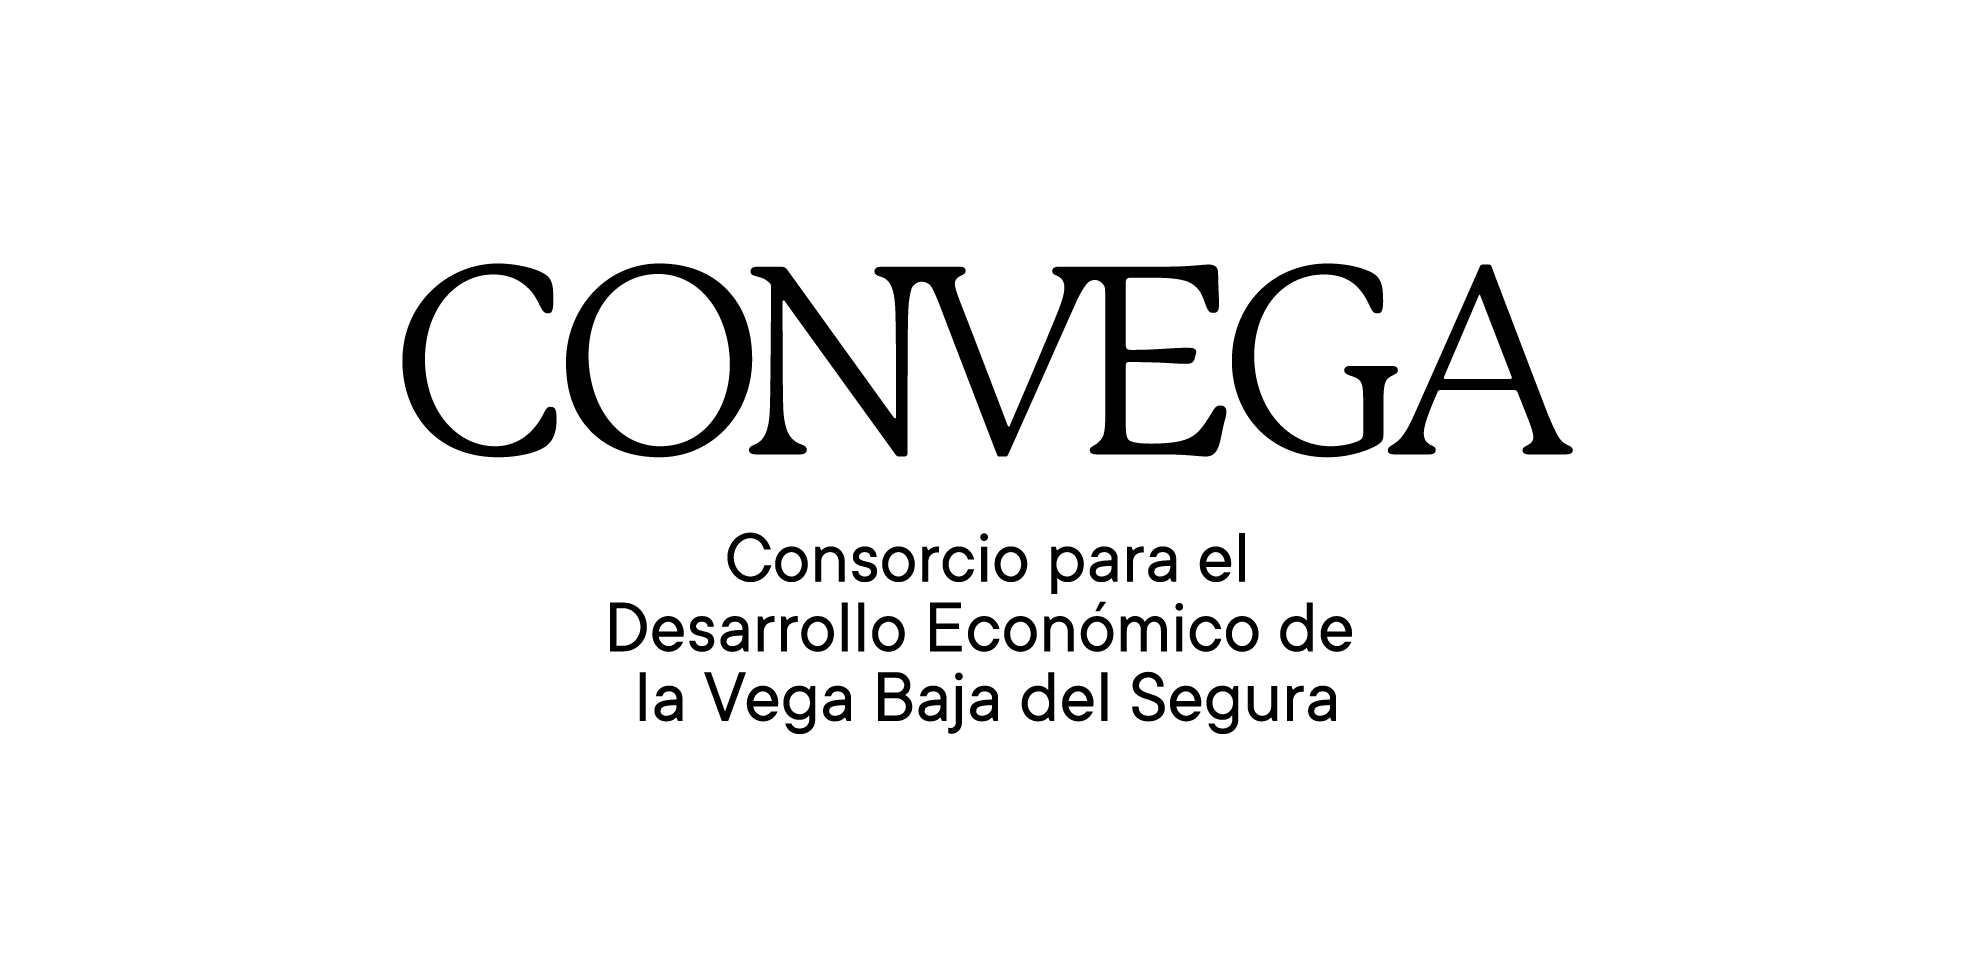 CONVEGA
Consorcio para el
Desarrollo Económico de
la Vega Baja del Segura